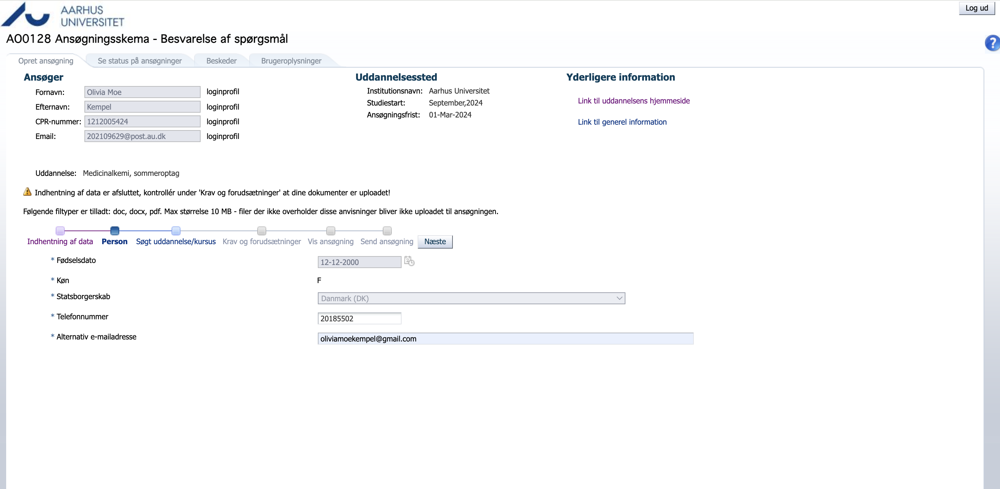 AARHUS
UNIVERSITET
Log ud
AO0128 Ansøgningsskema - Besvarelse af spørgsmål
?
Opret ansøgning Se status på ansøgninger Beskeder Brugeroplysninger
Ansøger
Fornavn: Olivia Moe loginprofil
Efternavn: Kempel loginprofil
CPR-nummer: 1212005424 loginprofil
Email: 202109629@post.au.dk loginprofil
Uddannelsessted
Institutionsnavn: Aarhus Universitet
Studiestart: September,2024
Ansøgningsfrist: 01-Mar-2024
Yderligere information
Link til uddannelsens hjemmeside
Link til generel information
Uddannelse: Medicinalkemi, sommeroptag
Indhentning af data er afsluttet, kontrollér under 'Krav og forudsætninger' at dine dokumenter er uploadet!
Følgende filtyper er tilladt: doc, docx, pdf. Max størrelse 10 MB - filer der ikke overholder disse anvisninger bliver ikke uploadet til ansøgningen.
Indhentning af data Person Søgt uddannelse/kursus Krav og forudsætninger Vis ansøgning Send ansøgning Næste
* Fødselsdato 12-12-2000
* Køn F
* Statsborgerskab Danmark (DK)
* Telefonnummer 20185502
* Alternativ e-mailadresse oliviamoekempel@gmail.com